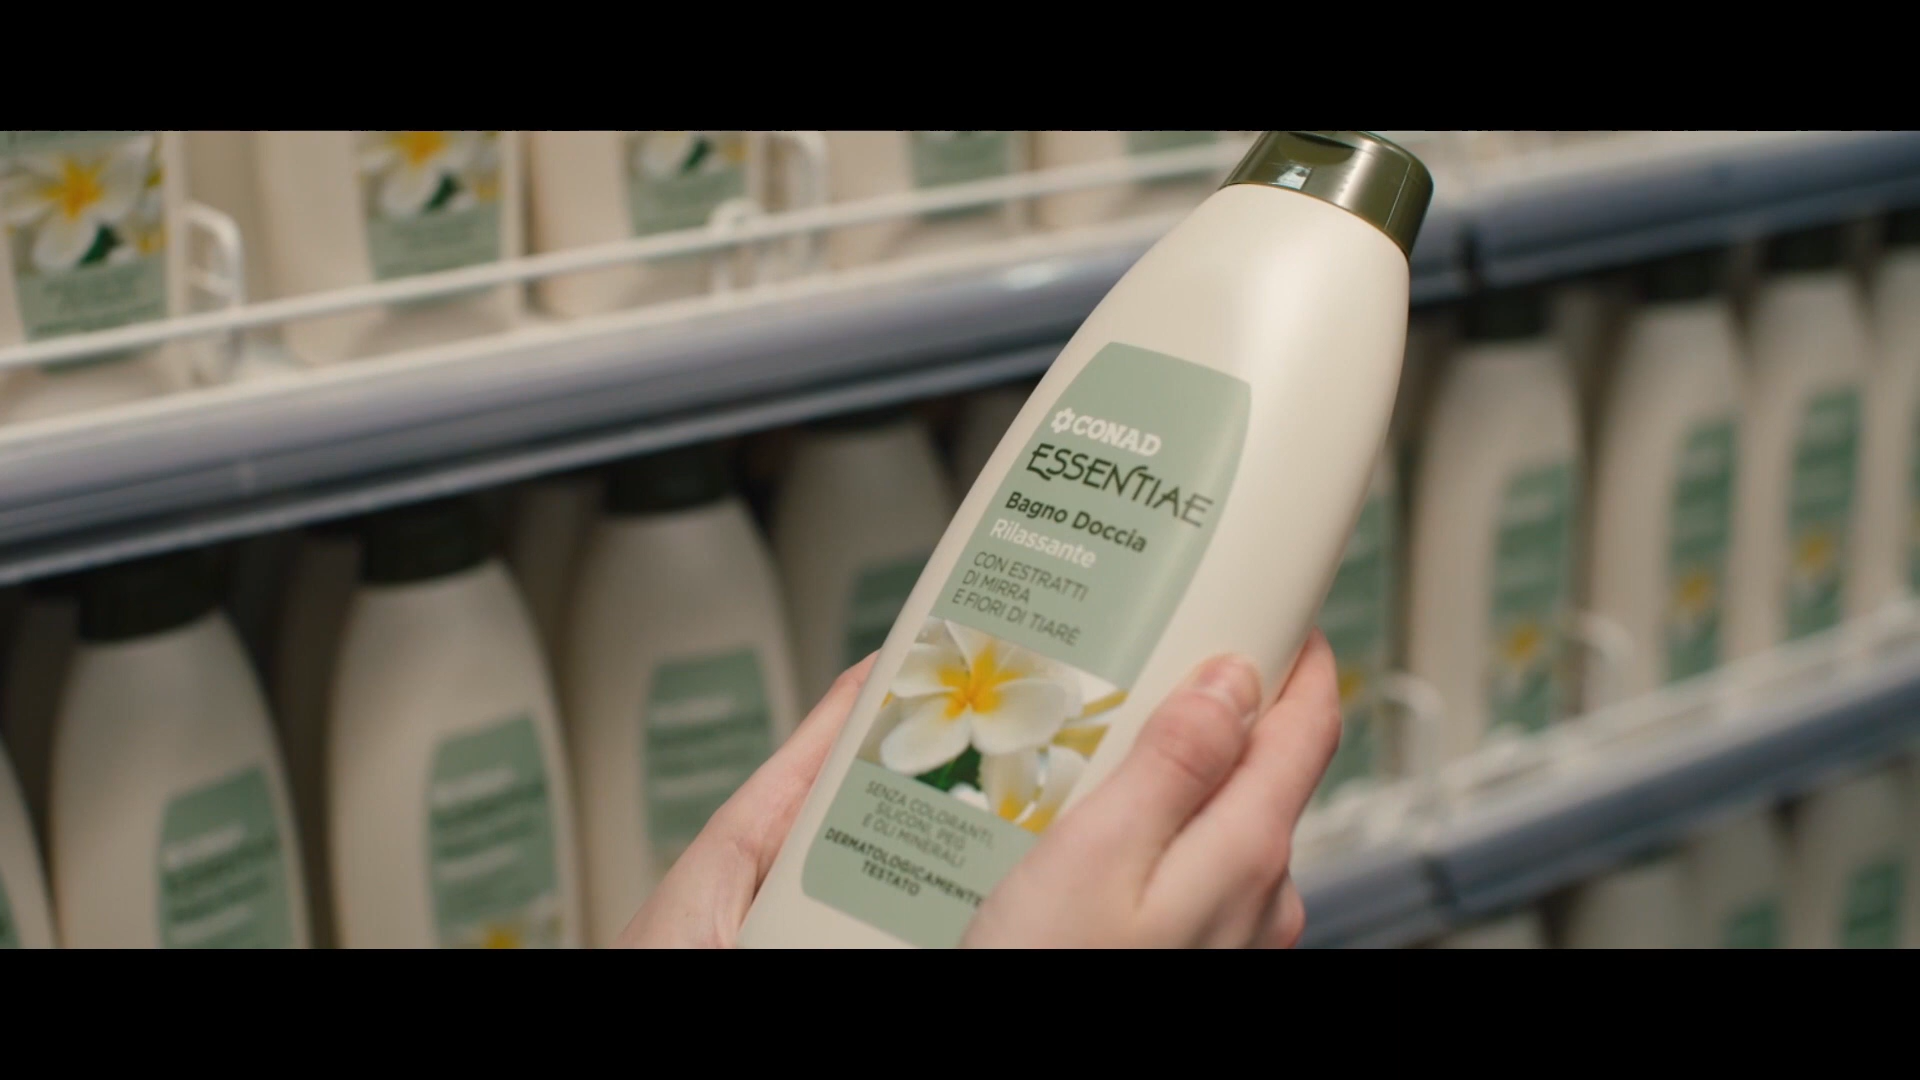 CONAD
ESSENTIAE
Bagno Doccia
Rilassante
CON ESTRATTI
DI MIRRA
E FIORI DI TIARÈ
SENZA COLORANTI,
SILICONI, PEG
E OLI MINERALI
DERMATOLOGICAMENTE
TESTATO